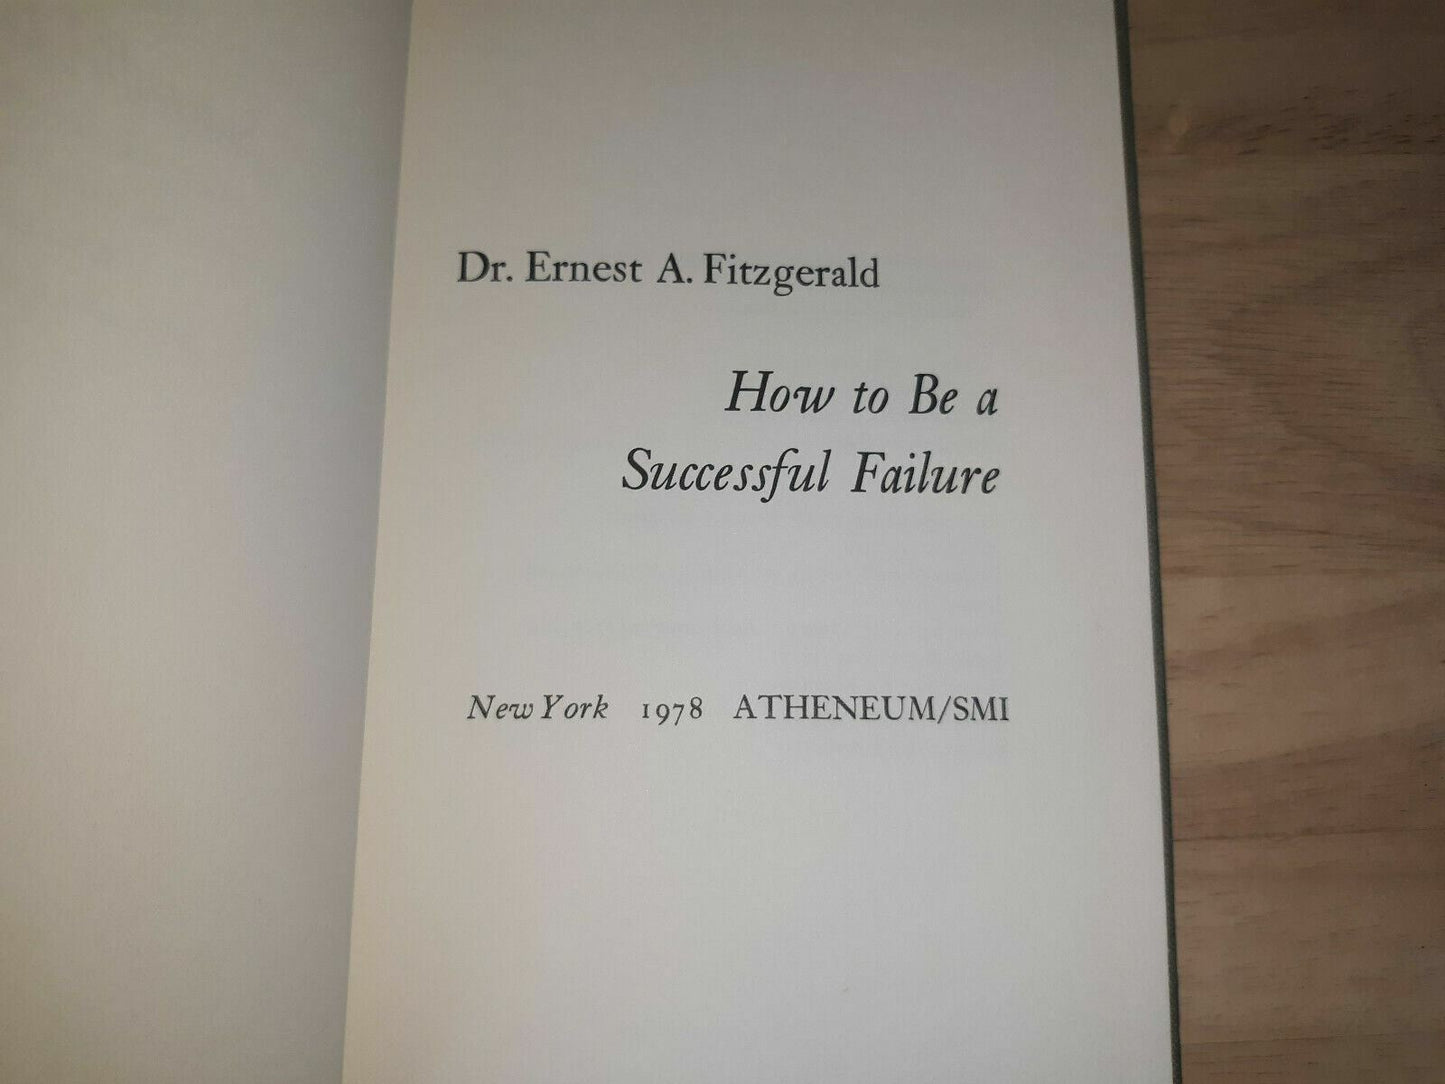 Dr. Ernest A. Fitzgerald
How to Be a
Successful Failure
New York 1978 ATHENEUM/SMI